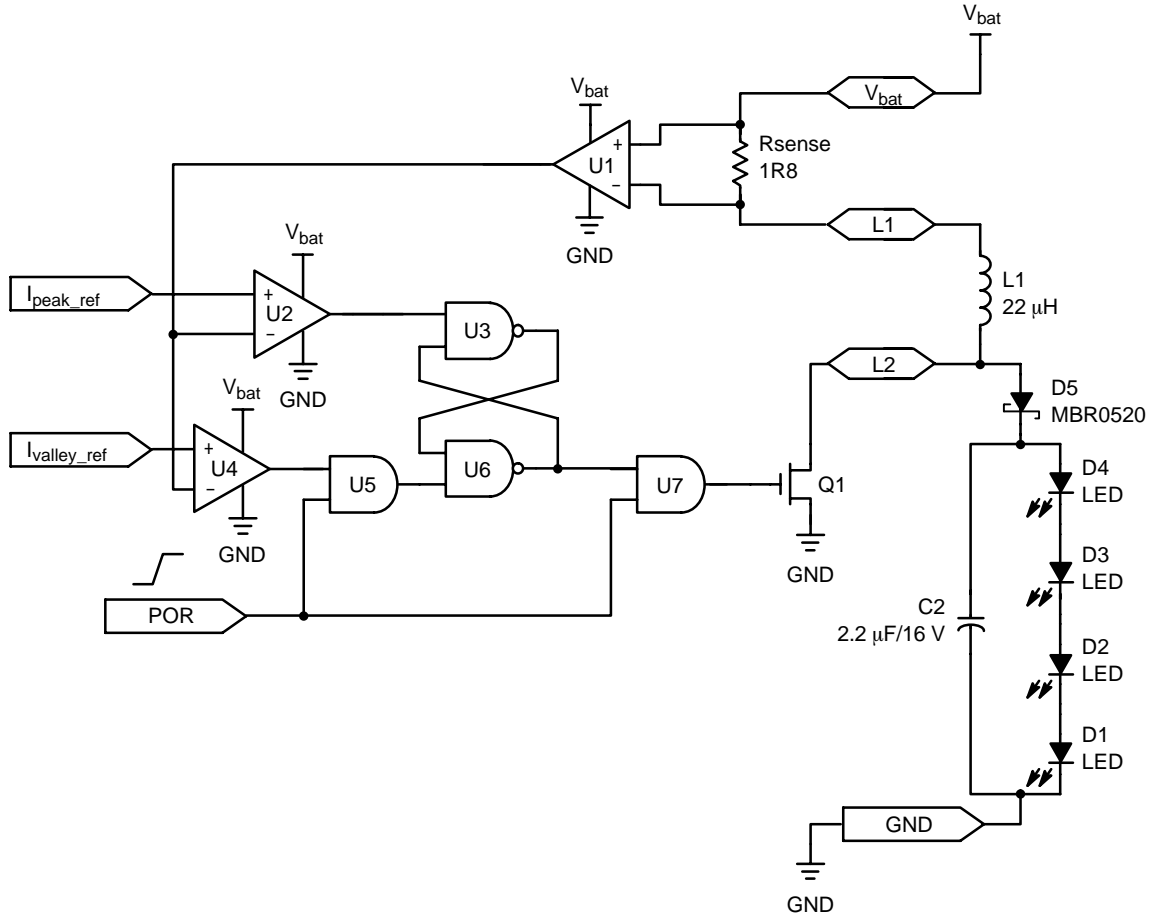 Vbat
Vbat
Vbat
+
−
U1
Rsense
1R8
GND
L1
Vbat
Ipeak_ref
+
−
U2
U3
L1
22 μH
GND
L2
Vbat
D5
MBR0520
Ivalley_ref
+
−
U4
U5
U6
U7
Q1
D4
LED
GND
GND
D3
LED
POR
C2
2.2 μF/16 V
D2
LED
D1
LED
GND
GND